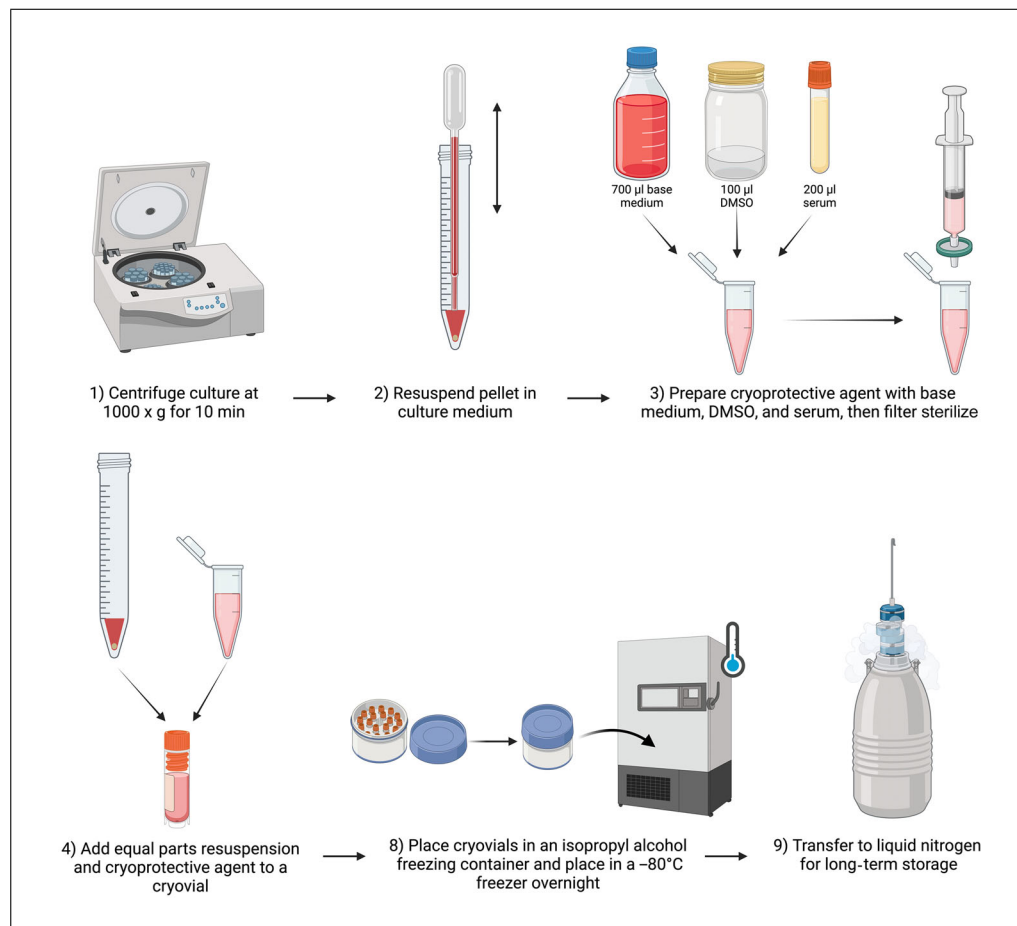 700 µl base
medium
100 µl
DMSO
200 µl
serum
1) Centrifuge culture at
1000 x g for 10 min
2) Resuspend pellet in
culture medium
3) Prepare cryoprotective agent with base
medium, DMSO, and serum, then filter sterilize
4) Add equal parts resuspension
and cryoprotective agent to a
cryovial
8) Place cryovials in an isopropyl alcohol
freezing container and place in a –80°C
freezer overnight
9) Transfer to liquid nitrogen
for long-term storage